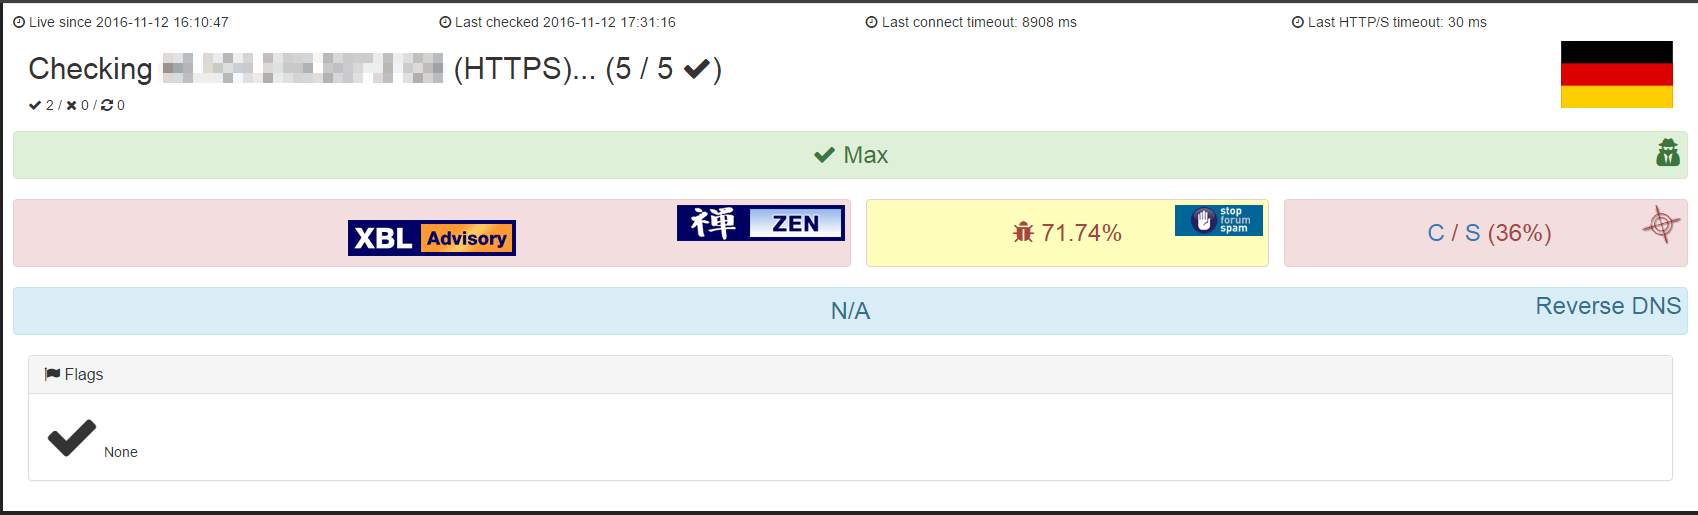 Live since 2016-11-12 16:10:47
Last checked 2016-11-12 17:31:16
Last connect timeout: 8908 ms
Last HTTP/S timeout: 30 ms
Checking (HTTPS)... (5 / 5 ✔)
✔ 2 / ✖ 0 / 0
✔ Max
XBL Advisory
禅 ZEN
71.74%
stop
forum
spam
C / S (36%)
N/A
Reverse DNS
Flags
✔ None